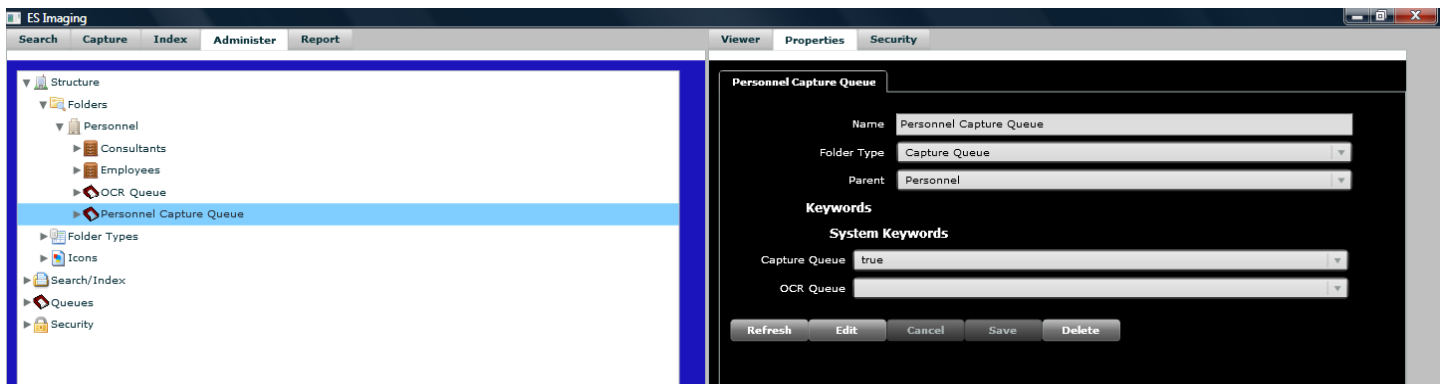 ES Imaging
Search Capture Index Administer Report
Viewer Properties Security
Structure
Folders
Personnel
Consultants
Employees
OCR Queue
Personnel Capture Queue
Folder Types
Icons
Search/Index
Queues
Security
Personnel Capture Queue
Name Personnel Capture Queue
Folder Type Capture Queue
Parent Personnel
Keywords
System Keywords
Capture Queue true
OCR Queue
Refresh Edit Cancel Save Delete